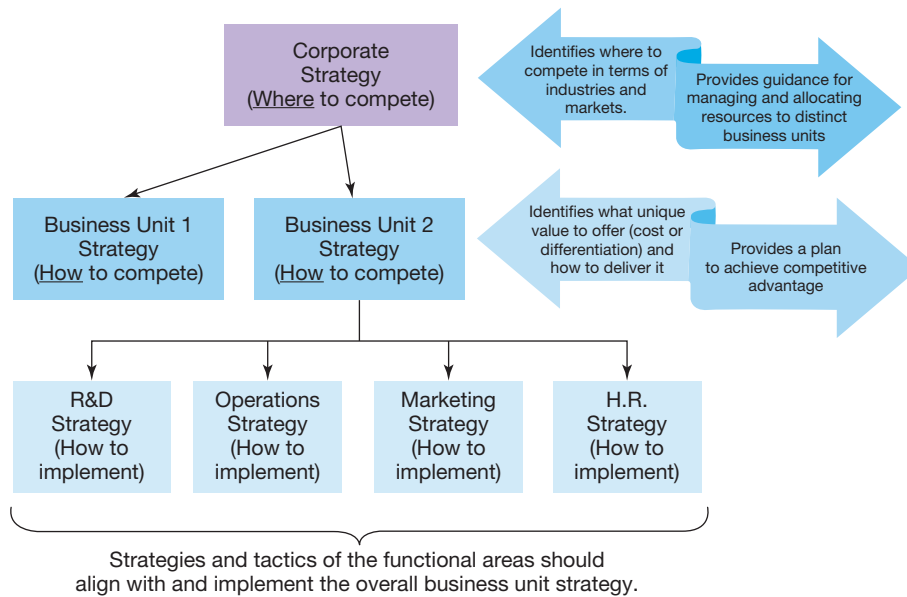 Corporate
Strategy
(Where to compete)
Identifies where to
compete in terms of
industries and
markets.
Provides guidance for
managing and allocating
resources to distinct
business units
Business Unit 1
Strategy
(How to compete)
Business Unit 2
Strategy
(How to compete)
Identifies what unique
value to offer (cost or
differentiation) and
how to deliver it
Provides a plan
to achieve competitive
advantage
R&D
Strategy
(How to
implement)
Operations
Strategy
(How to
implement)
Marketing
Strategy
(How to
implement)
H.R.
Strategy
(How to
implement)
Strategies and tactics of the functional areas should
align with and implement the overall business unit strategy.